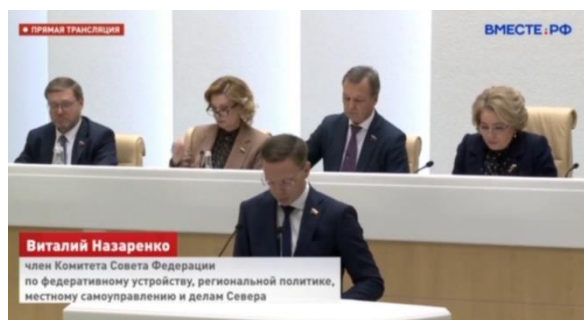 ПРЯМАЯ ТРАНСЛЯЦИЯ
ВМЕСТЕ РФ
Виталий Назаренко
член Комитета Совета Федерации
по федеративному устройству, региональной политике,
местному самоуправлению и делам Севера